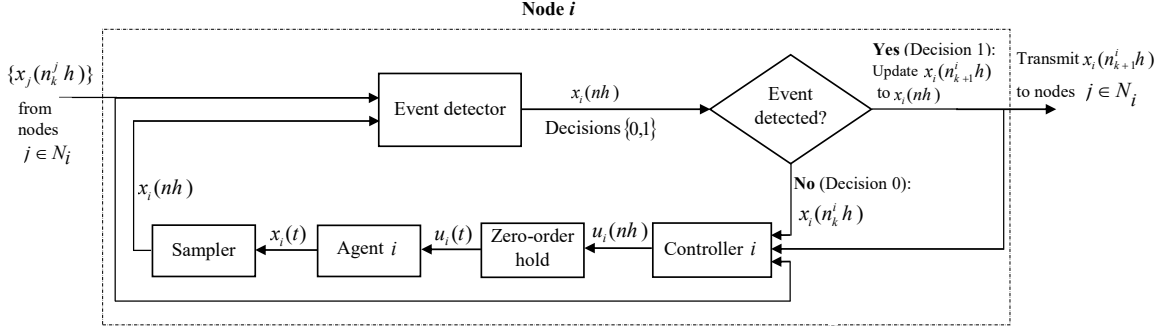 Node i
{x_j(n_k^j h)}
from
nodes
j ∈ N_i
Event detector
x_i(nh)
Decisions {0,1}
Event
detected?
Yes (Decision 1):
Update x_i(n_{k+1}^i h)
to x_i(nh)
Transmit x_i(n_{k+1}^i h)
to nodes j ∈ N_i
No (Decision 0):
x_i(n_k^i h)
x_i(nh)
Sampler
x_i(t)
Agent i
u_i(t)
Zero-order
hold
u_i(nh)
Controller i